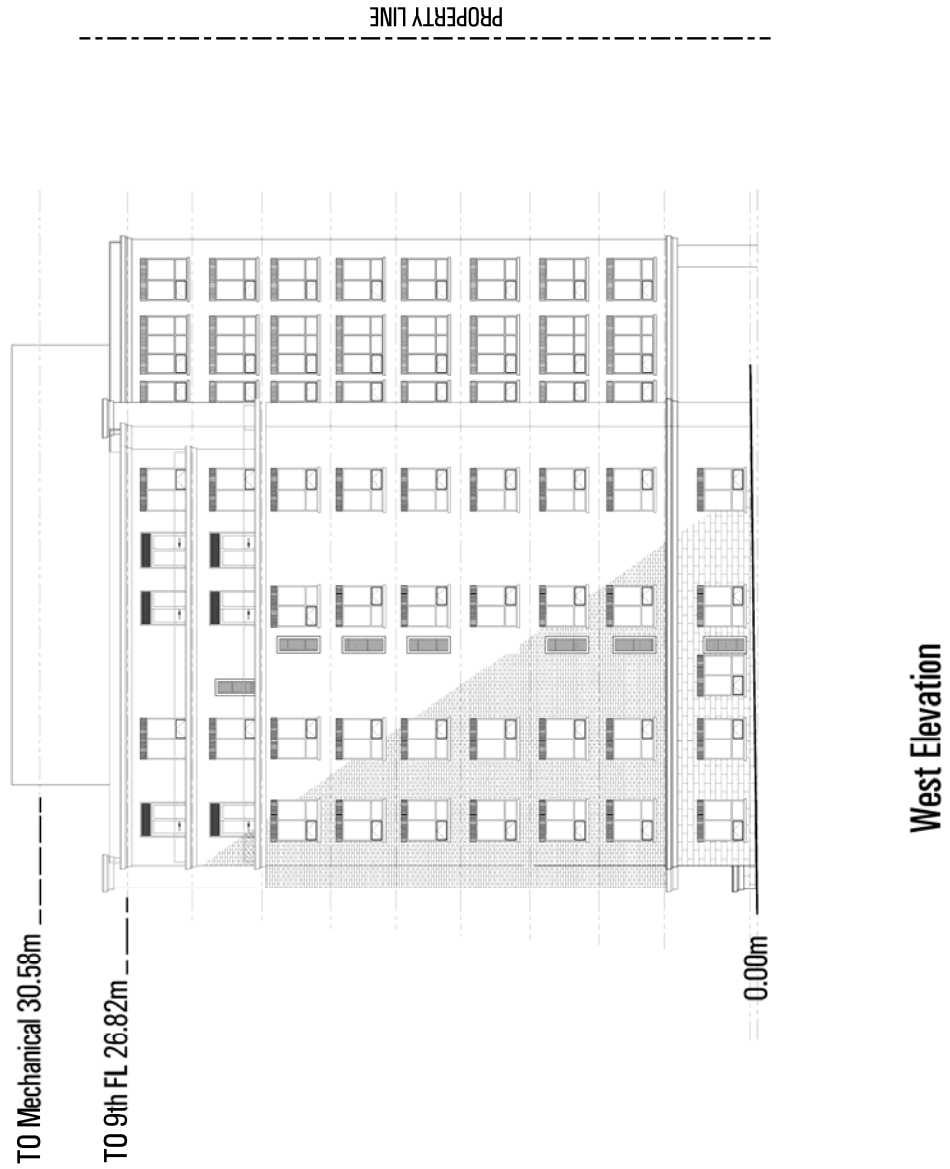 PROPERTY LINE
TO Mechanical 30.58m
TO 9th FL 26.82m
0.00m
West Elevation